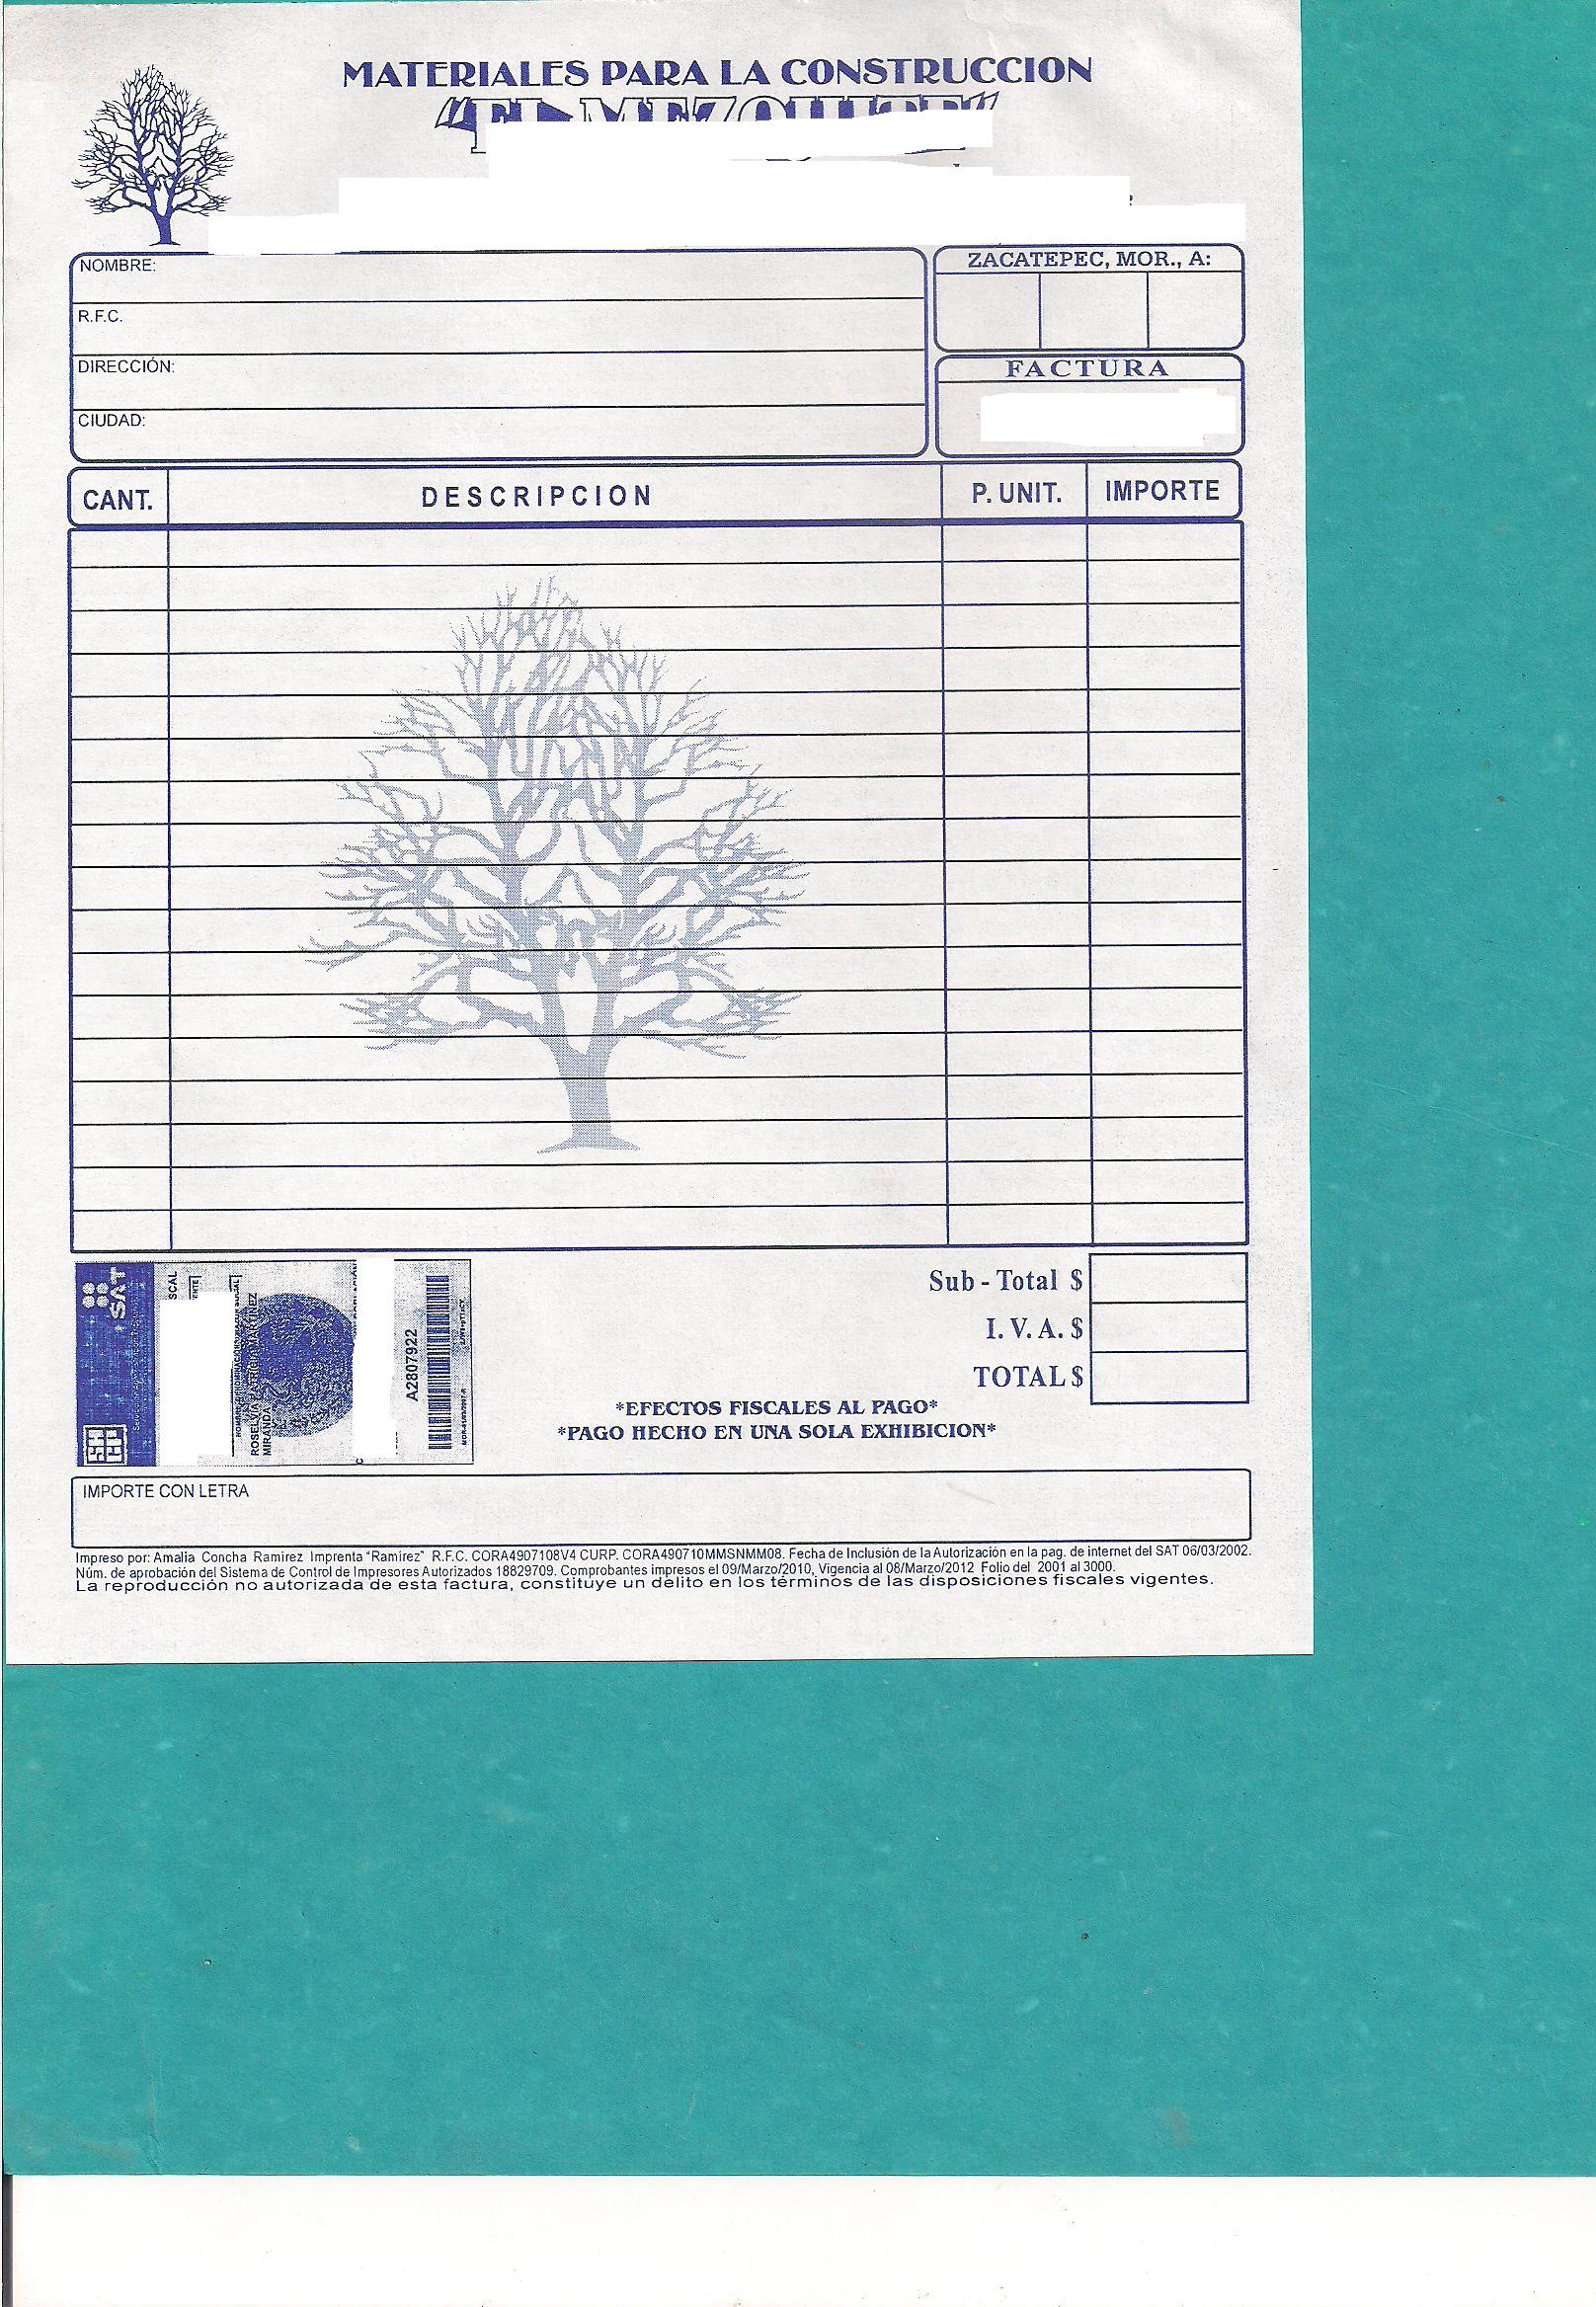 MATERIALES PARA LA CONSTRUCCION
"EL MEZQUITE"
NOMBRE:
R.F.C.
DIRECCIÓN:
CIUDAD:
ZACATEPEC, MOR., A:
FACTURA
CANT.
DESCRIPCION
P. UNIT.
IMPORTE
SAT
SCAL
ROSELVIA PATRICIA MARTINEZ
MIRANDA
A2807922
Sub - Total $
I. V. A. $
TOTAL $
*EFECTOS FISCALES AL PAGO*
*PAGO HECHO EN UNA SOLA EXHIBICION*
IMPORTE CON LETRA
Impreso por: Amalia Concha Ramirez Imprenta "Ramirez" R.F.C. CORA4907108V4 CURP. CORA490710MMSNMM08. Fecha de Inclusión de la Autorización en la pag. de internet del SAT 06/03/2002.
Núm. de aprobación del Sistema de Control de Impresores Autorizados 18829709. Comprobantes impresos el 09/Marzo/2010, Vigencia al 08/Marzo/2012 Folio del 2001 al 3000.
La reproducción no autorizada de esta factura, constituye un delito en los términos de las disposiciones fiscales vigentes.